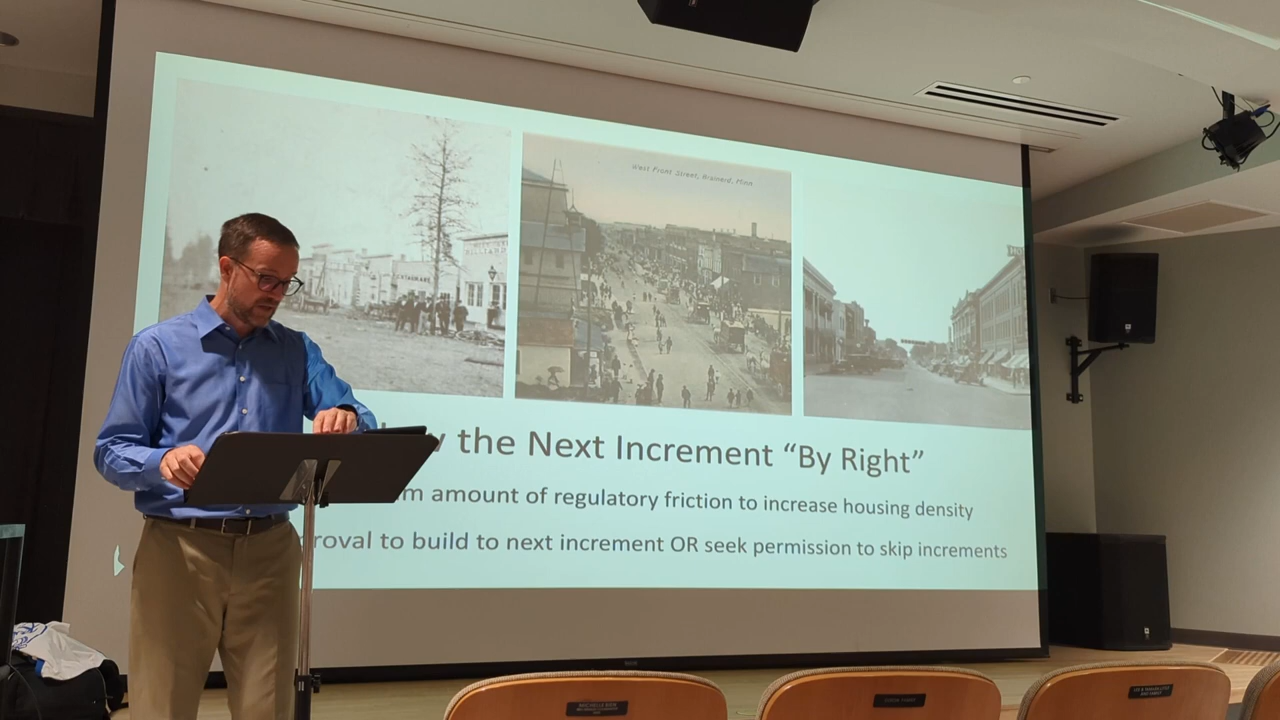 West Front Street, Brainerd, Minn.
the Next Increment "By Right"
amount of regulatory friction to increase housing density
to build to next increment OR seek permission to skip increments